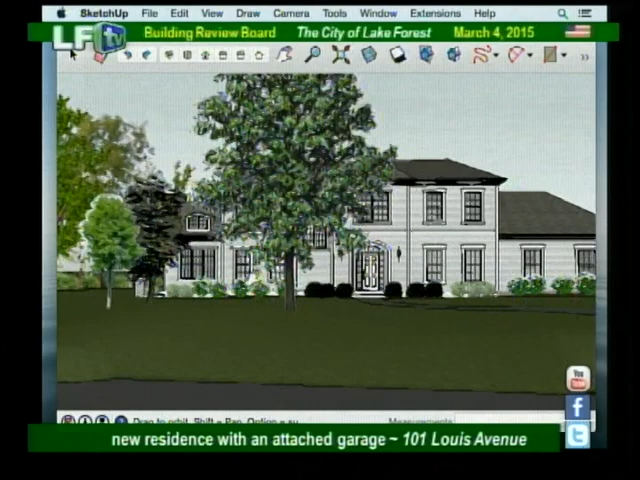 SketchUp File Edit View Draw Camera Tools Window Extensions Help
LF tv
Building Review Board The City of Lake Forest March 4, 2015
Drag to orbit. Shift = Pan, Option = su
Measurements
You
Tube
f
new residence with an attached garage ~ 101 Louis Avenue